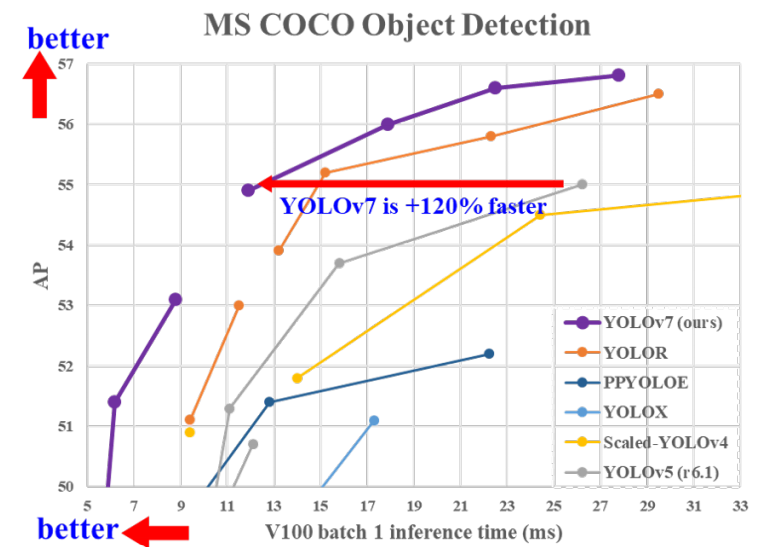 MS COCO Object Detection
better
57
56
55
54
53
52
51
50
AP
YOLOv7 is +120% faster
YOLOv7 (ours)
YOLOR
PPYOLOE
YOLOX
Scaled-YOLOv4
YOLOv5 (r6.1)
5 7 9 11 13 15 17 19 21 23 25 27 29 31 33
better
V100 batch 1 inference time (ms)